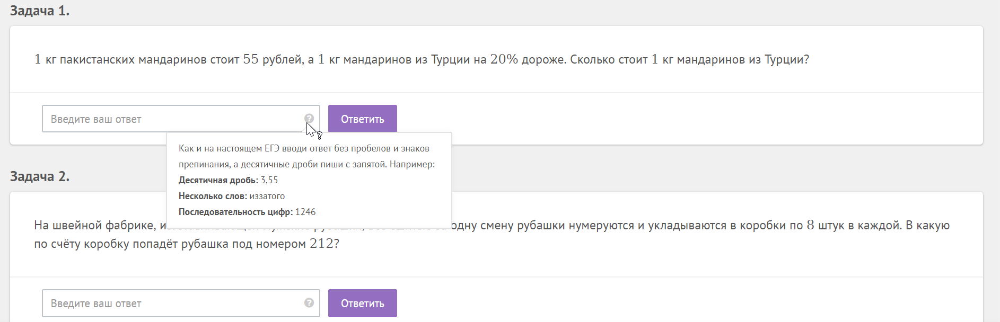 Задача 1.
1 кг пакистанских мандаринов стоит 55 рублей, а 1 кг мандаринов из Турции на 20% дороже. Сколько стоит 1 кг мандаринов из Турции?
Введите ваш ответ
?
Ответить
Как и на настоящем ЕГЭ вводи ответ без пробелов и знаков
препинания, а десятичные дроби пиши с запятой. Например:
Десятичная дробь: 3,55
Несколько слов: иззатого
Последовательность цифр: 1246
Задача 2.
На швейной фабрике, одну смену рубашки нумеруются и укладываются в коробки по 8 штук в каждой. В какую
по счёту коробку попадёт рубашка под номером 212?
Введите ваш ответ
?
Ответить